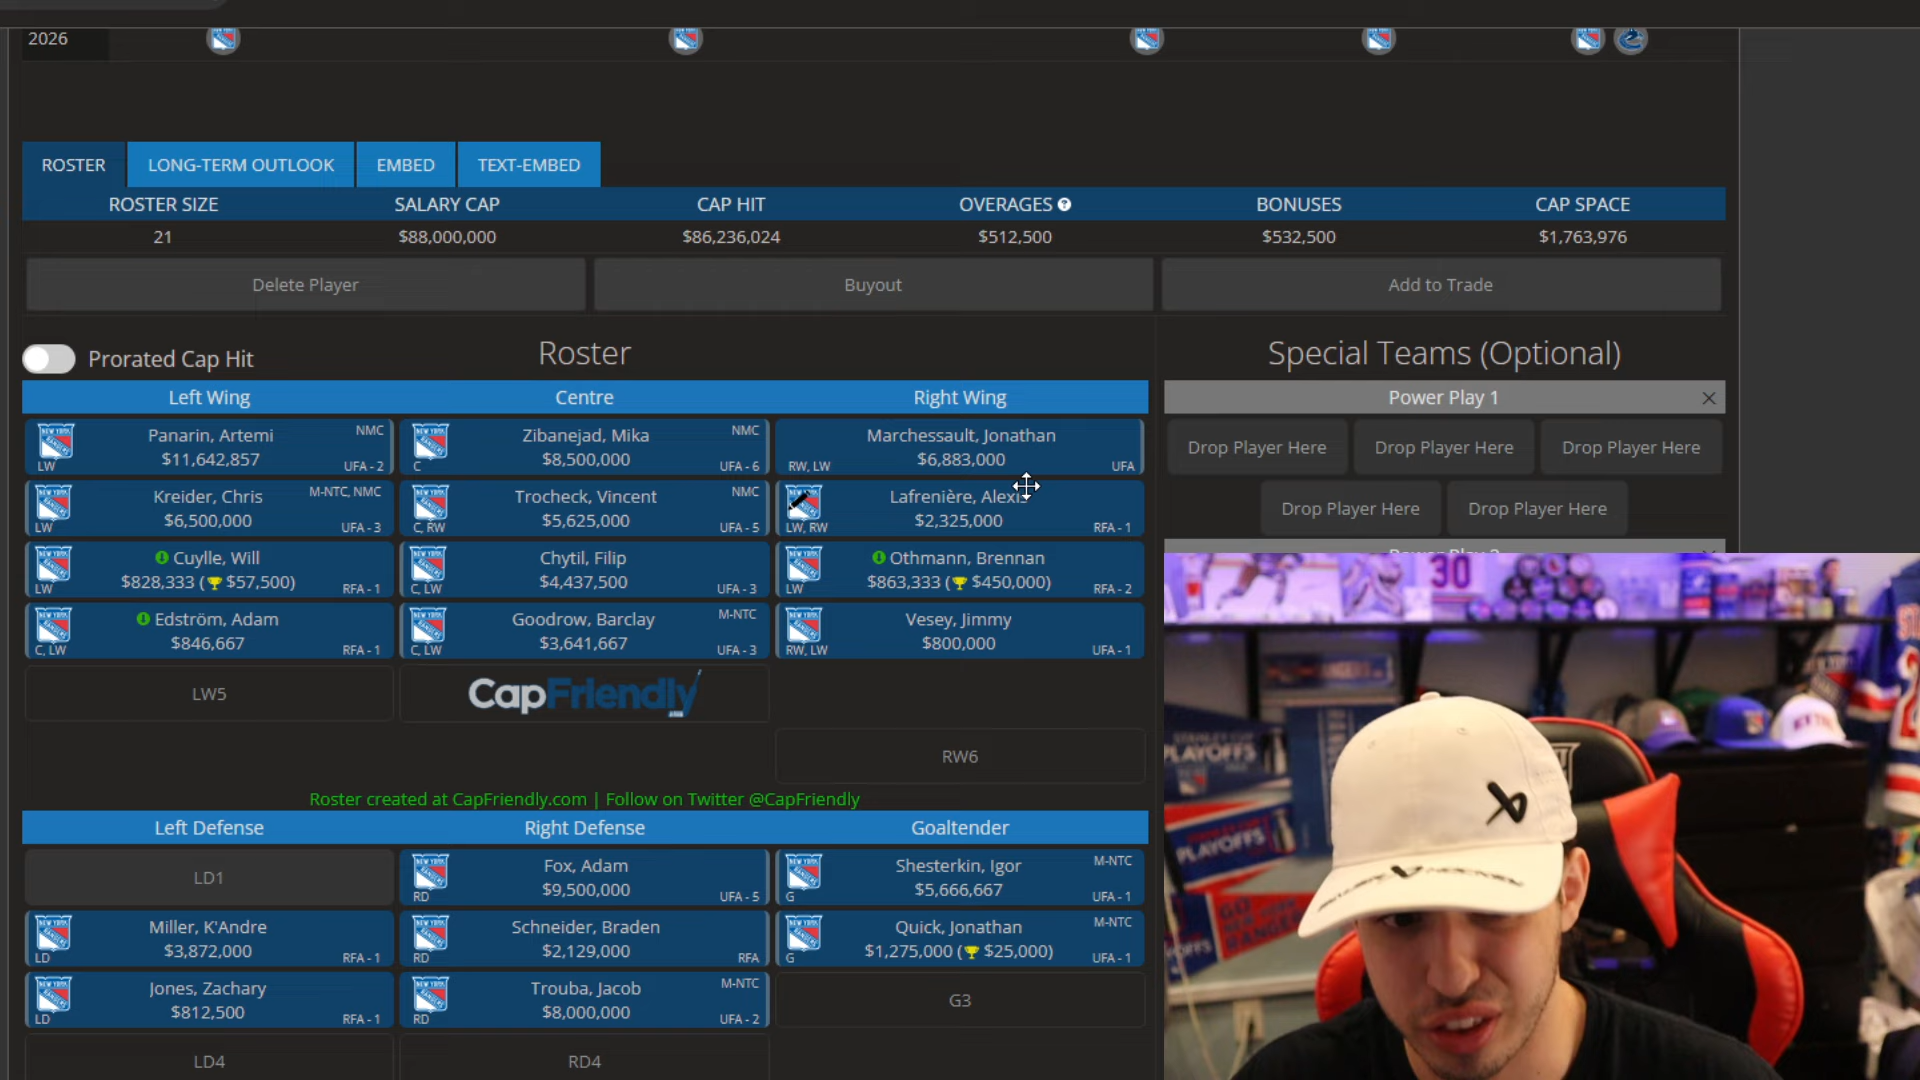 2026
ROSTER LONG-TERM OUTLOOK EMBED TEXT-EMBED
ROSTER SIZE SALARY CAP CAP HIT OVERAGES BONUSES CAP SPACE
21 $88,000,000 $86,236,024 $512,500 $532,500 $1,763,976
Delete Player Buyout Add to Trade
Prorated Cap Hit Roster Special Teams (Optional)
Left Wing Centre Right Wing Power Play 1
Panarin, Artemi NMC
$11,642,857
LW UFA - 2
Zibanejad, Mika NMC
$8,500,000
C UFA - 6
Marchessault, Jonathan
$6,883,000
RW, LW UFA
Drop Player Here Drop Player Here Drop Player Here
Kreider, Chris M-NTC, NMC
$6,500,000
LW UFA - 3
Trocheck, Vincent NMC
$5,625,000
C, RW UFA - 5
Lafrenière, Alexis
$2,325,000
LW, RW RFA - 1
Drop Player Here Drop Player Here
Cuylle, Will
$828,333 ( $57,500)
LW RFA - 1
Chytil, Filip
$4,437,500
C, LW UFA - 3
Othmann, Brennan
$863,333 ( $450,000)
LW RFA - 2
Edström, Adam
$846,667
C, LW RFA - 1
Goodrow, Barclay M-NTC
$3,641,667
C, LW UFA - 3
Vesey, Jimmy
$800,000
RW, LW UFA - 1
LW5 CapFriendly
RW6
Roster created at CapFriendly.com | Follow on Twitter @CapFriendly
Left Defense Right Defense Goaltender
LD1
Fox, Adam
$9,500,000
RD UFA - 5
Shesterkin, Igor M-NTC
$5,666,667
G UFA - 1
Miller, K'Andre
$3,872,000
LD RFA - 1
Schneider, Braden
$2,129,000
RD RFA
Quick, Jonathan M-NTC
$1,275,000 ( $25,000)
G UFA - 1
Jones, Zachary
$812,500
LD RFA - 1
Trouba, Jacob M-NTC
$8,000,000
RD UFA - 2
G3
LD4 RD4
30
PLAYOFFS
PLAYOFFS